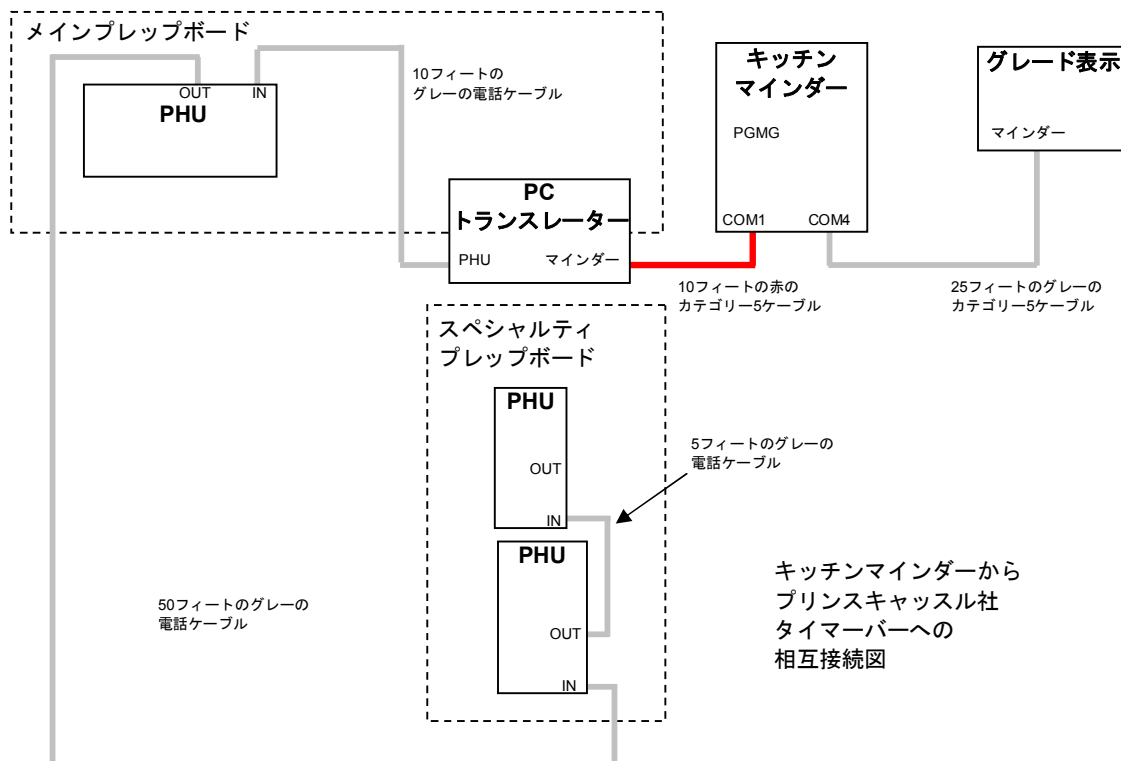 メインプレップボード
OUT
IN
PHU
10フィートの
グレーの電話ケーブル
PC
トランスレーター
PHU
マインダー
キッチン
マインダー
PGMG
COM1
COM4
グレード表示
マインダー
10フィートの赤の
カテゴリー5ケーブル
25フィートのグレーの
カテゴリー5ケーブル
スペシャルティ
プレップボード
PHU
OUT
IN
5フィートのグレーの
電話ケーブル
PHU
OUT
IN
50フィートのグレーの
電話ケーブル
キッチンマインダーから
プリンスキャッスル社
タイマーバーへの
相互接続図